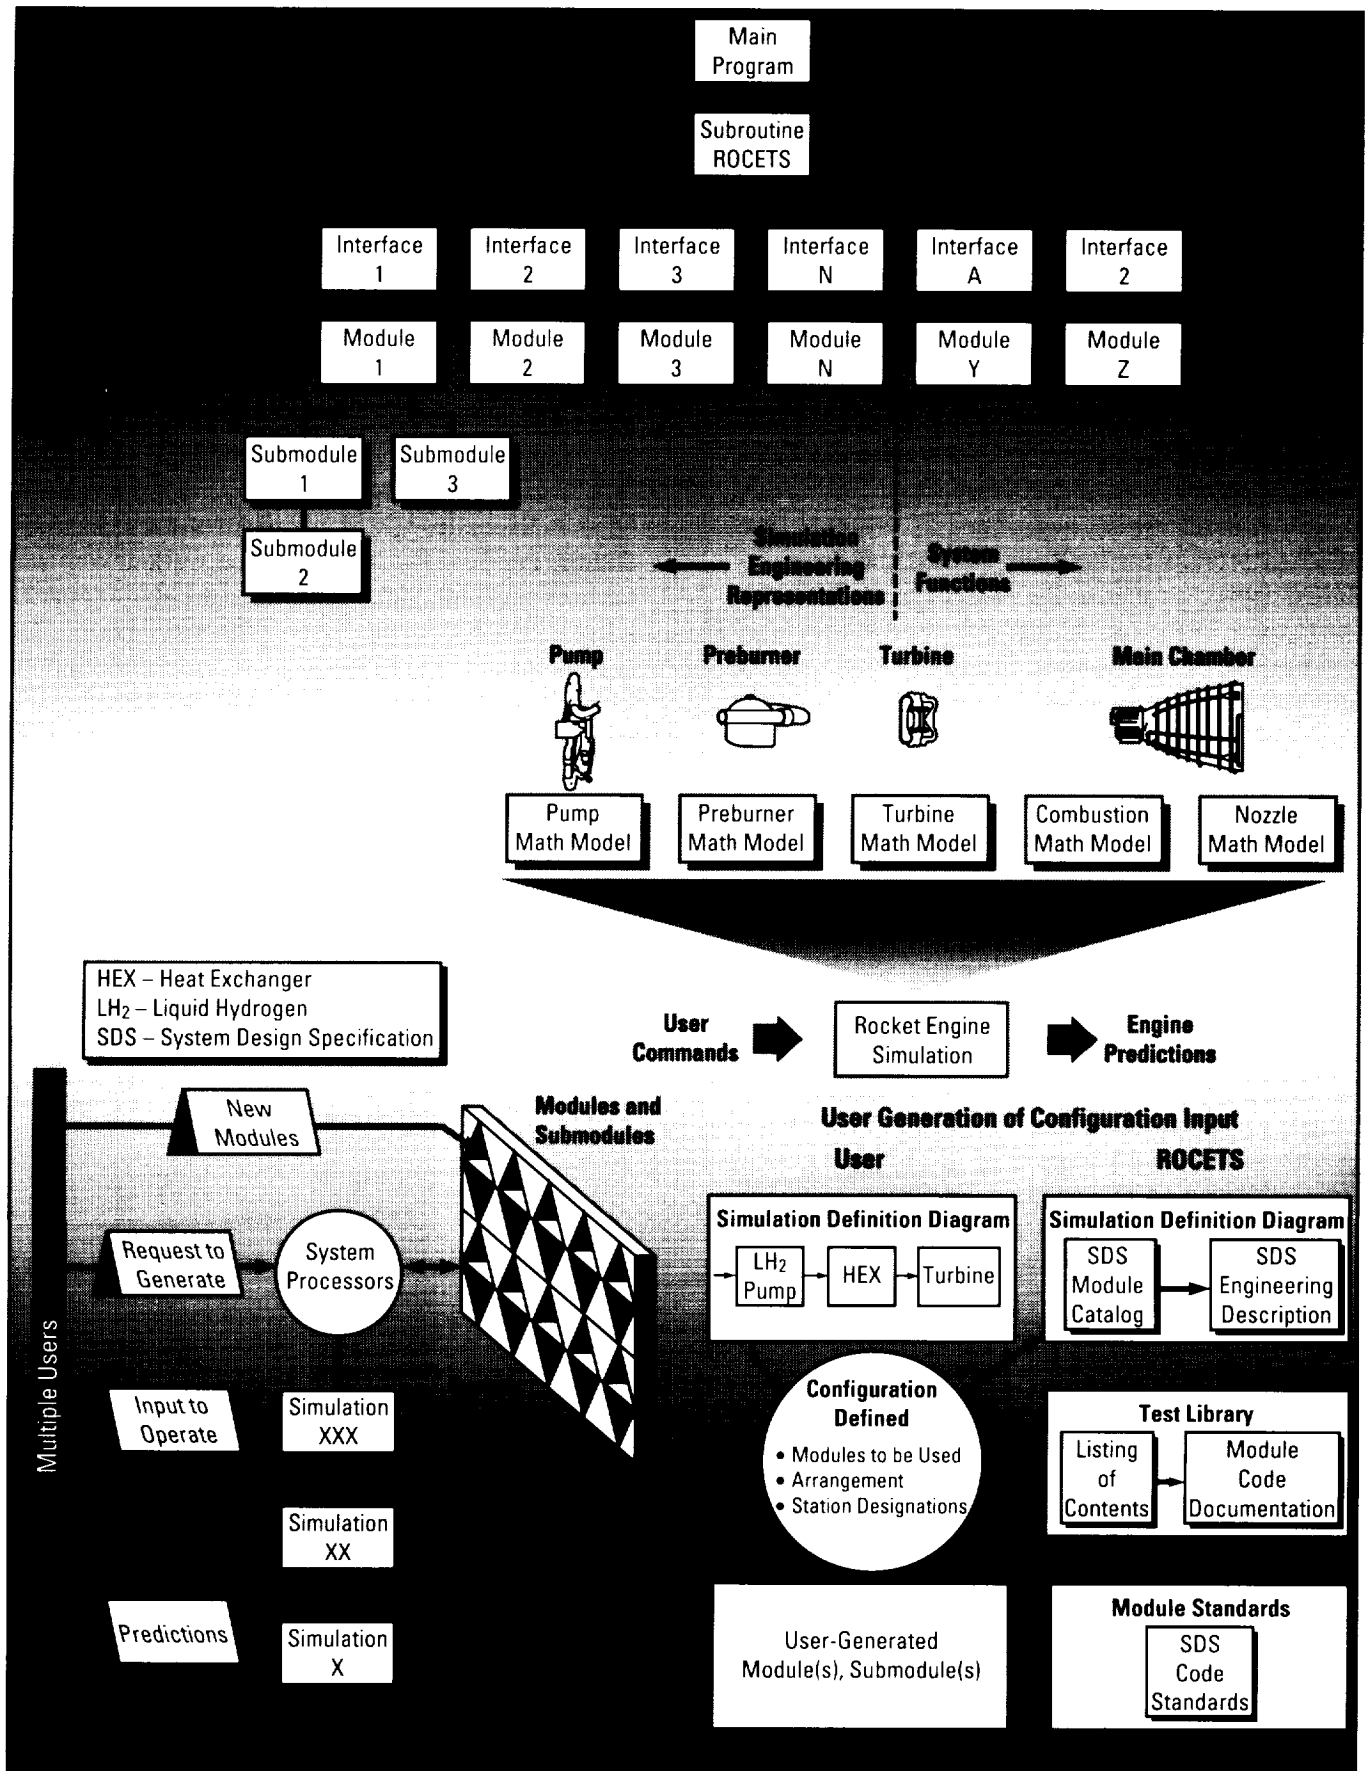 Main
Program
Subroutine
ROCETS
Interface
1
Interface
2
Interface
3
Interface
N
Interface
A
Interface
2
Module
1
Module
2
Module
3
Module
N
Module
Y
Module
Z
Submodule
1
Submodule
3
Submodule
2
Simulation
Engineering
Representations
System
Functions
Pump
Preburner
Turbine
Main Chamber
Pump
Math Model
Preburner
Math Model
Turbine
Math Model
Combustion
Math Model
Nozzle
Math Model
HEX – Heat Exchanger
LH2 – Liquid Hydrogen
SDS – System Design Specification
User
Commands
Rocket Engine
Simulation
Engine
Predictions
Multiple Users
New
Modules
Request to
Generate
System
Processors
Modules and
Submodules
Input to
Operate
Simulation
XXX
Simulation
XX
Predictions
Simulation
X
User Generation of Configuration Input
User
ROCETS
Simulation Definition Diagram
LH2
Pump
HEX
Turbine
Simulation Definition Diagram
SDS
Module
Catalog
SDS
Engineering
Description
Configuration
Defined
• Modules to be Used
• Arrangement
• Station Designations
Test Library
Listing
of
Contents
Module
Code
Documentation
User-Generated
Module(s), Submodule(s)
Module Standards
SDS
Code
Standards